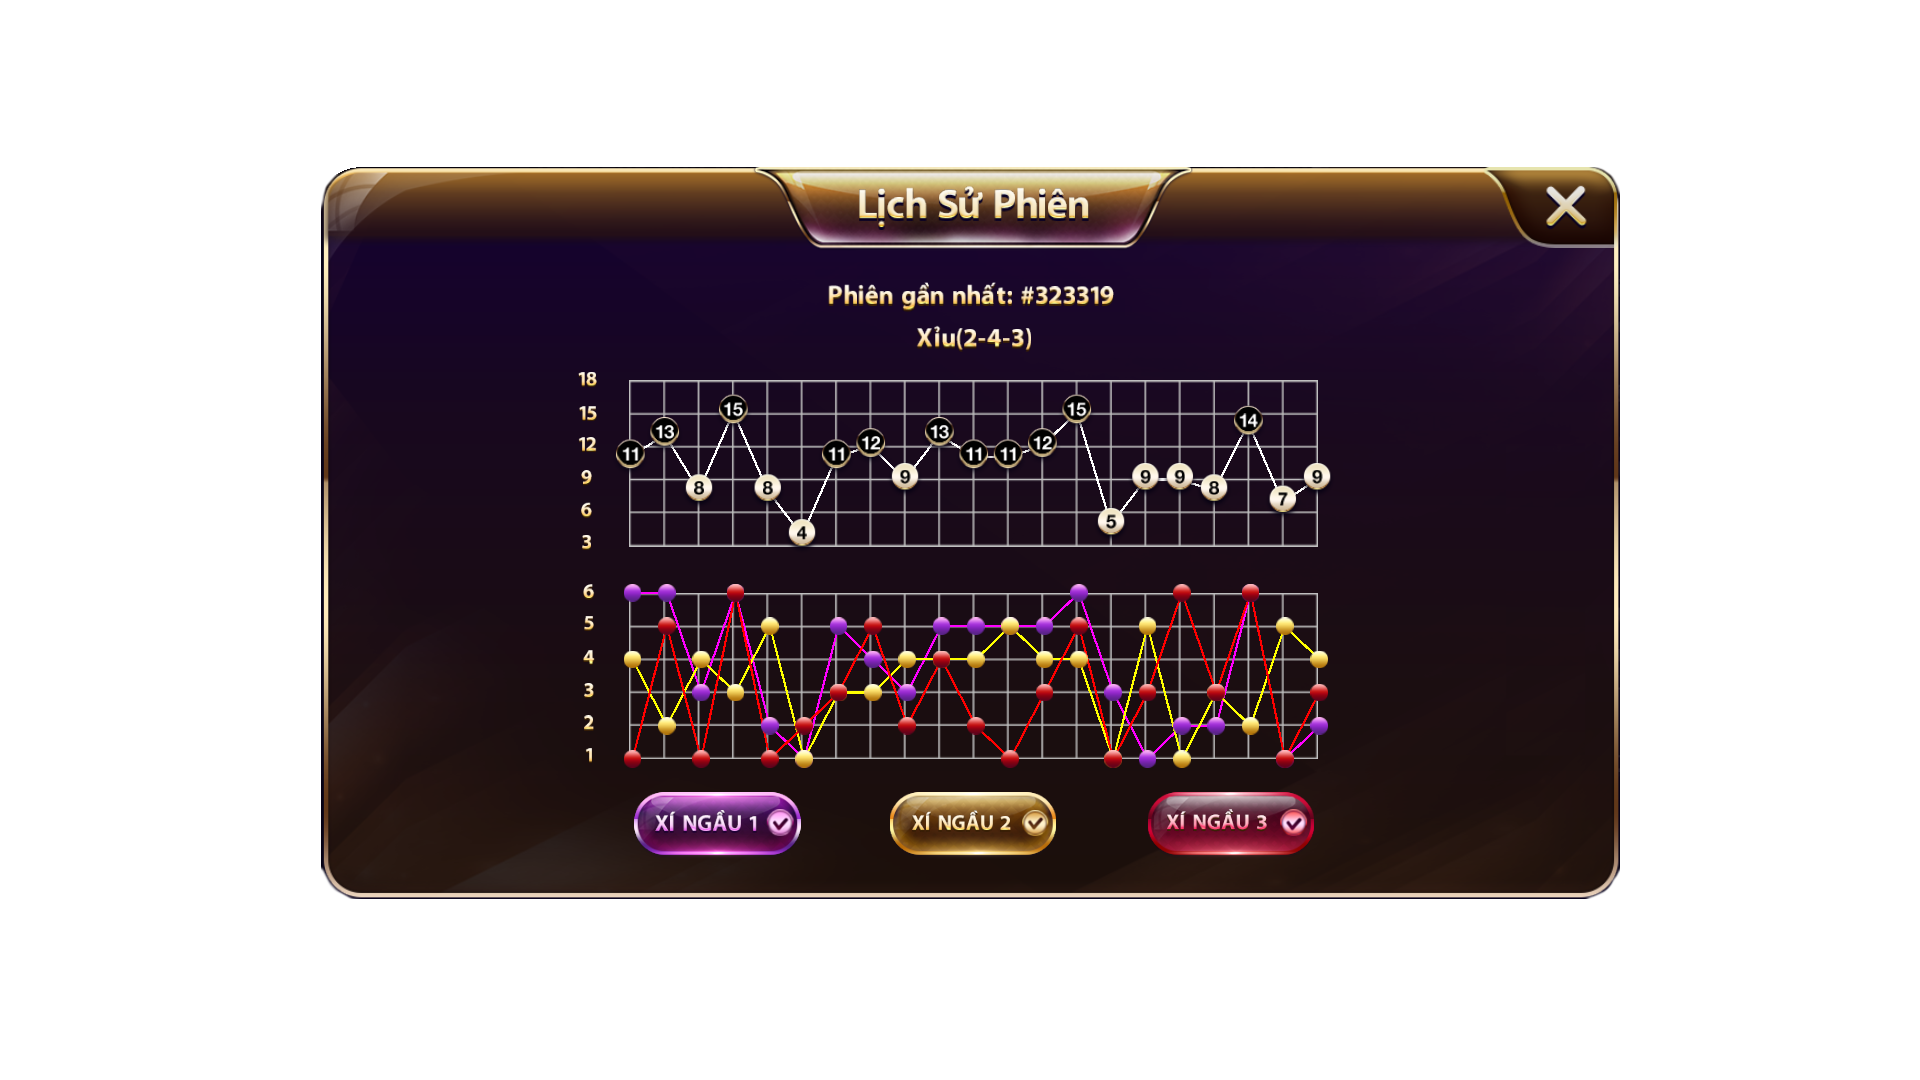 Lịch Sử Phiên
Phiên gần nhất: #323319
Xỉu(2-4-3)
18
15
12
9
6
3
11 13 8 15 8 4 11 12 9 13 11 11 12 15 5 9 9 8 14 7 9
6
5
4
3
2
1
XÍ NGẦU 1
XÍ NGẦU 2
XÍ NGẦU 3